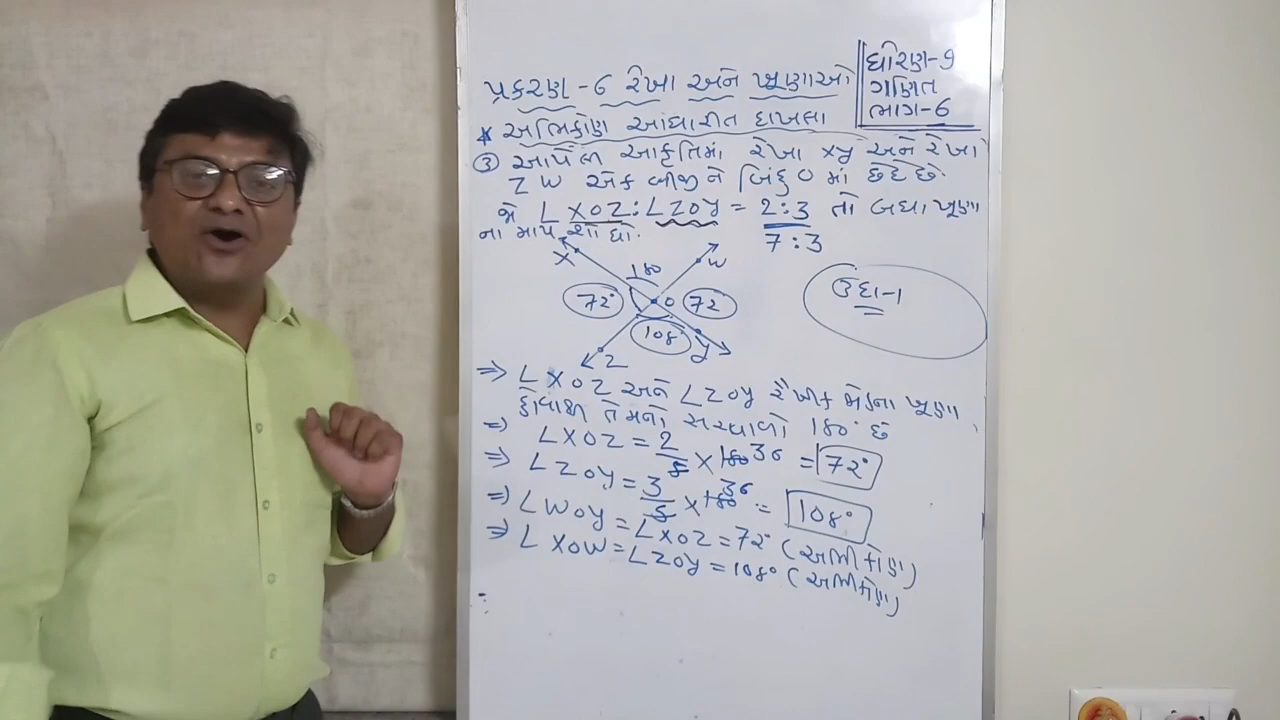 પ્રકરણ-6 રેખા અને ખૂણાઓ
ધોરણ-9
ગણિત
ભાગ-6
* અભિકોણ આધારીત દાખલા
③ આપેલ આકૃતિમાં રેખા XY અને રેખા
ZW એક બીજાને બિંદુ O માં છેદે છે.
જો ∠XOZ:∠ZOY = 2:3 તો બધા ખૂણા
ના માપ શોધો.
7:3
X
180
W
72°
O
72
108
Z
Y
ઉદા-1
⇒ ∠XOZ અને ∠ZOY રૈખિક જોડના ખૂણા
હોવાથી તેમનો સરવાળો 180° છે
⇒ ∠XOZ = 2/5 × 180 36 = 72°
⇒ ∠ZOY = 3/5 × 180 36 = 108°
⇒ ∠WOY = ∠XOZ = 72° (અભીકોણ)
⇒ ∠XOW = ∠ZOY = 108° (અભીકોણ)